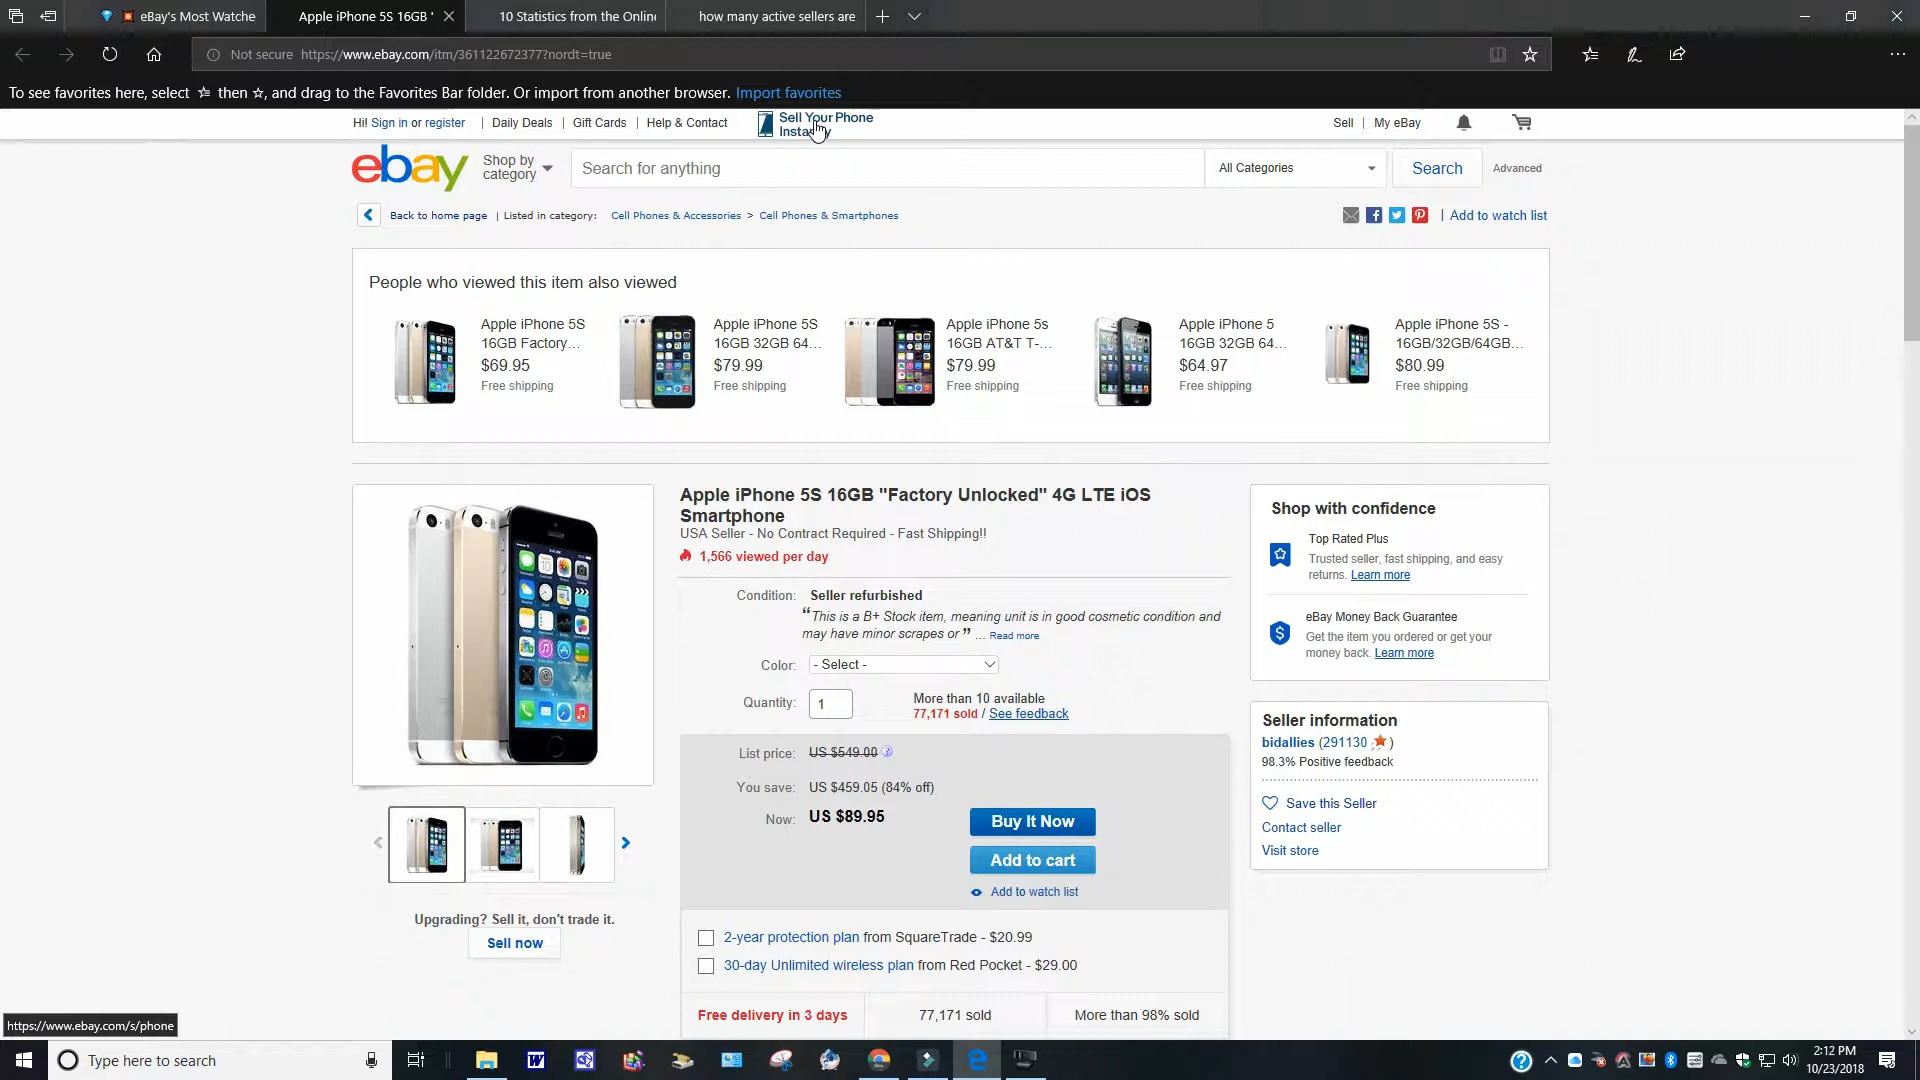 eBay's Most Watche
Apple iPhone 5S 16GB '
10 Statistics from the Onlin
how many active sellers are
Not secure https://www.ebay.com/itm/361122672377?nordt=true
To see favorites here, select then ☆, and drag to the Favorites Bar folder. Or import from another browser. Import favorites
Hi! Sign in or register | Daily Deals | Gift Cards | Help & Contact
Sell Your Phone
Instantly
Sell | My eBay
ebay
Shop by
category
Search for anything
All Categories
Search
Advanced
Back to home page | Listed in category: Cell Phones & Accessories > Cell Phones & Smartphones
| Add to watch list
People who viewed this item also viewed
Apple iPhone 5S
16GB Factory...
$69.95
Free shipping
Apple iPhone 5S
16GB 32GB 64...
$79.99
Free shipping
Apple iPhone 5s
16GB AT&T T-...
$79.99
Free shipping
Apple iPhone 5
16GB 32GB 64...
$64.97
Free shipping
Apple iPhone 5S -
16GB/32GB/64GB...
$80.99
Free shipping
Apple iPhone 5S 16GB "Factory Unlocked" 4G LTE iOS
Smartphone
USA Seller - No Contract Required - Fast Shipping!!
1,566 viewed per day
Condition: Seller refurbished
“This is a B+ Stock item, meaning unit is in good cosmetic condition and
may have minor scrapes or ” ... Read more
Color: - Select -
Quantity: 1
More than 10 available
77,171 sold / See feedback
List price: US $549.00
You save: US $459.05 (84% off)
Now: US $89.95
Buy It Now
Add to cart
Add to watch list
2-year protection plan from SquareTrade - $20.99
30-day Unlimited wireless plan from Red Pocket - $29.00
Free delivery in 3 days
77,171 sold
More than 98% sold
Shop with confidence
Top Rated Plus
Trusted seller, fast shipping, and easy
returns. Learn more
eBay Money Back Guarantee
Get the item you ordered or get your
money back. Learn more
Seller information
bidallies (291130 )
98.3% Positive feedback
Save this Seller
Contact seller
Visit store
Upgrading? Sell it, don't trade it.
Sell now
https://www.ebay.com/s/phone
Type here to search
2:12 PM
10/23/2018